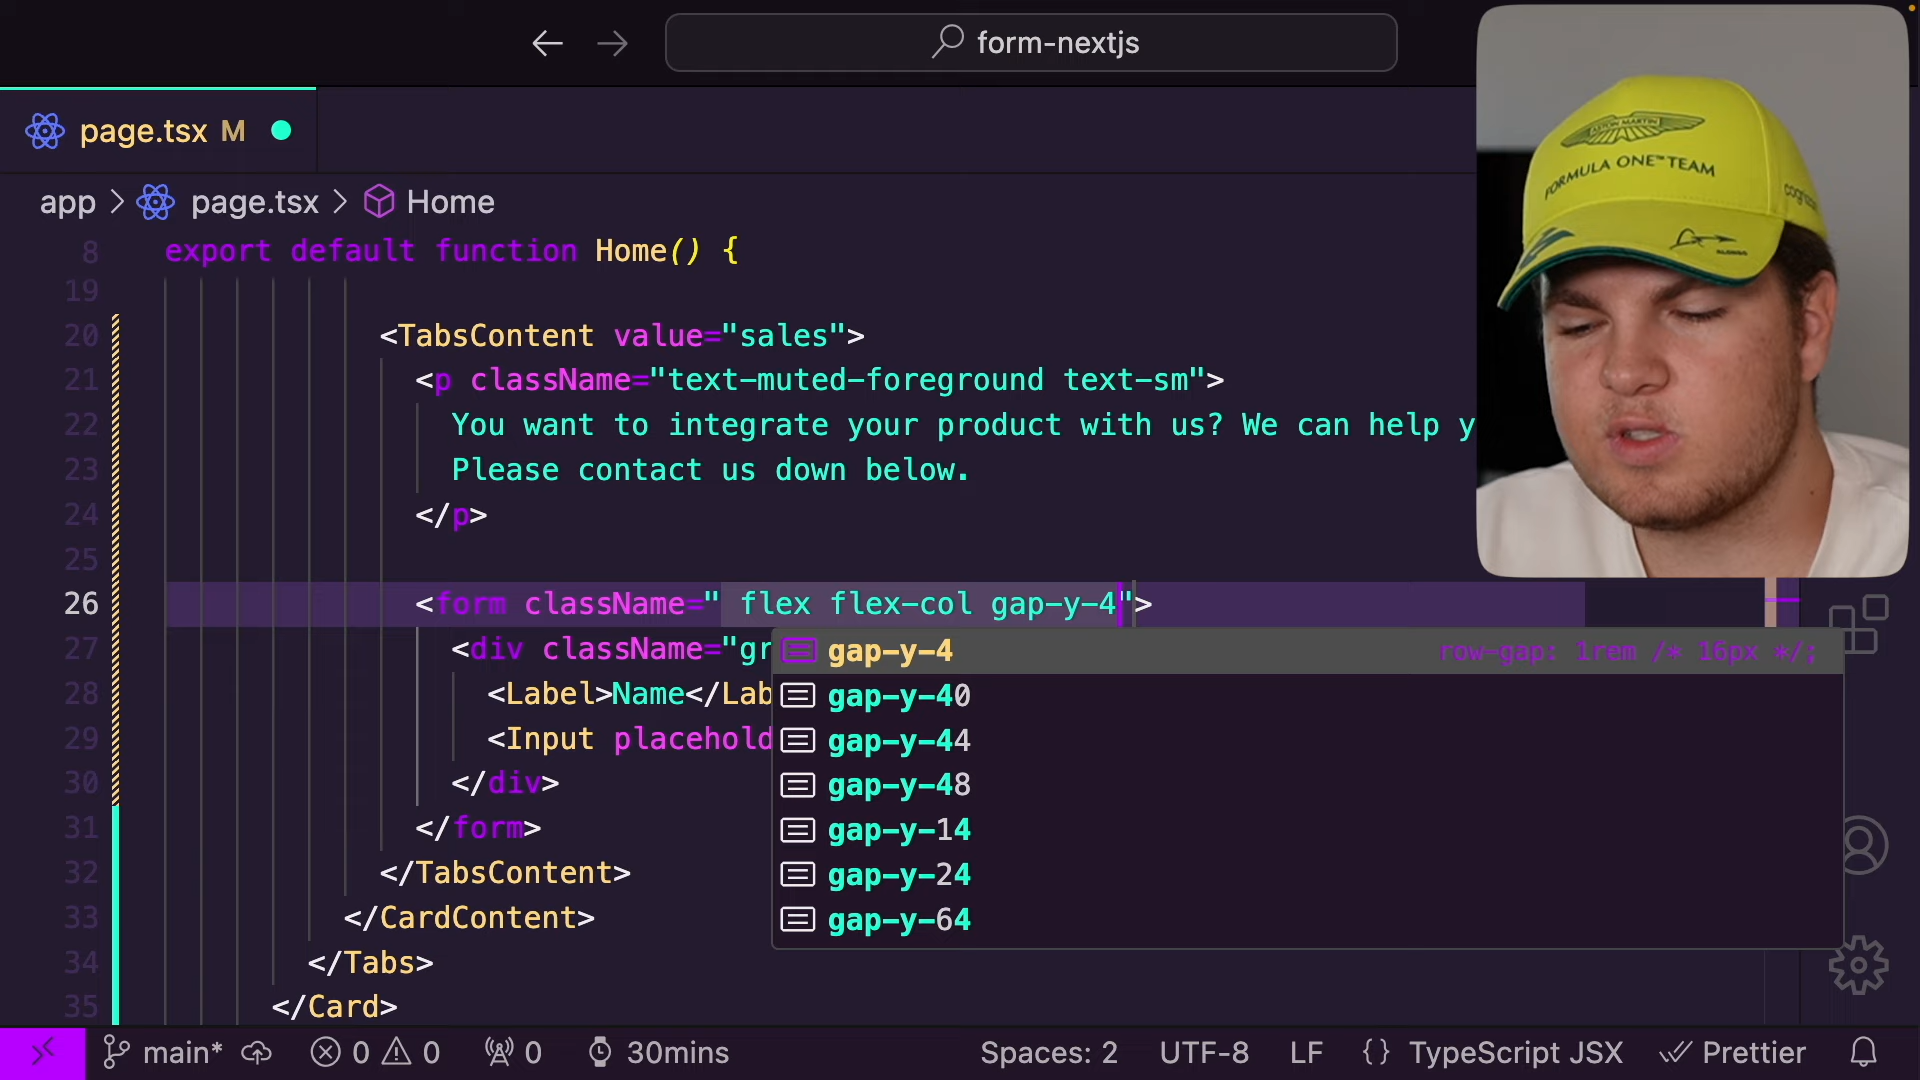 form-nextjs
page.tsx M
app > page.tsx > Home
8 export default function Home() {
19
20 <TabsContent value="sales">
21 <p className="text-muted-foreground text-sm">
22 You want to integrate your product with us? We can help y
23 Please contact us down below.
24 </p>
25
26 <form className=" flex flex-col gap-y-4">
27 <div className="gr
28 <Label>Name</Lab
29 <Input placehold
30 </div>
31 </form>
32 </TabsContent>
33 </CardContent>
34 </Tabs>
35 </Card>
gap-y-4 row-gap: 1rem /* 16px */;
gap-y-40
gap-y-44
gap-y-48
gap-y-14
gap-y-24
gap-y-64
ASTON MARTIN
FORMULA ONE™ TEAM
ALONSO
main* 0 0 0 30mins Spaces: 2 UTF-8 LF {} TypeScript JSX Prettier